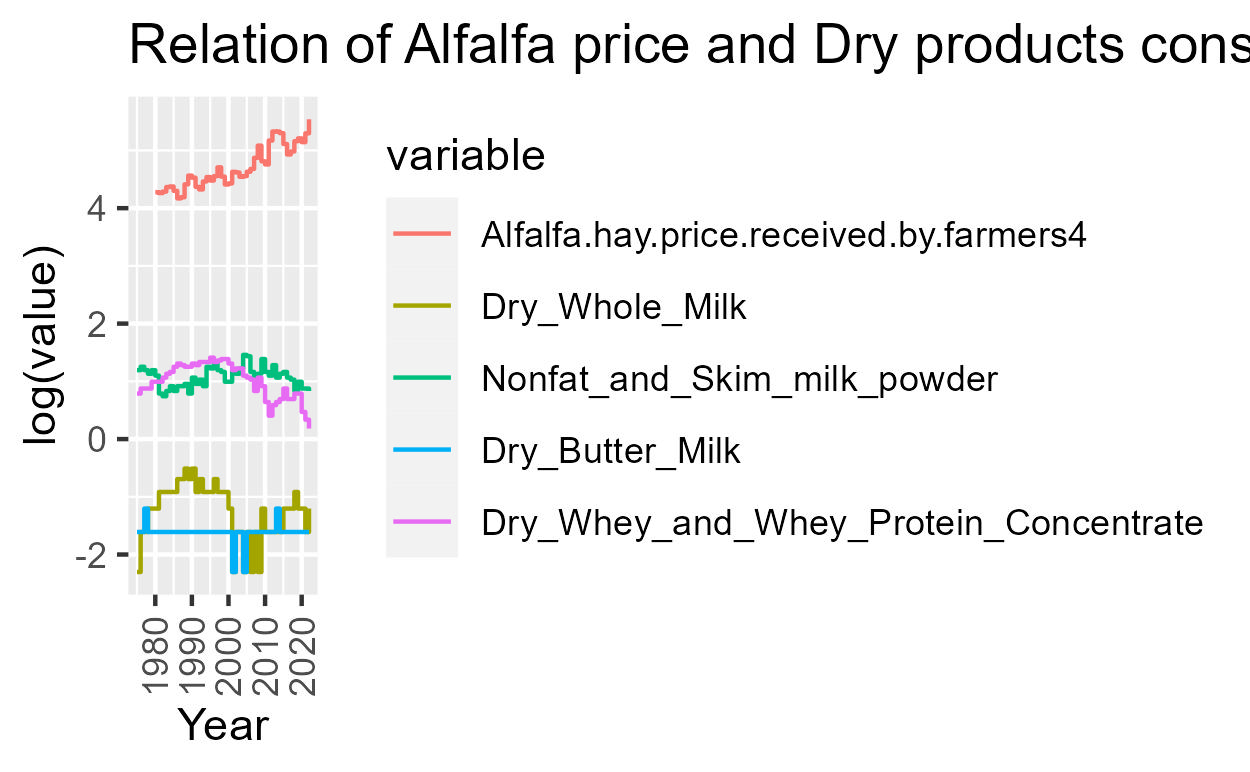 Relation of Alfalfa price and Dry products cons
log(value)
4
2
0
-2
1980
1990
2000
2010
2020
Year
variable
Alfalfa.hay.price.received.by.farmers4
Dry_Whole_Milk
Nonfat_and_Skim_milk_powder
Dry_Butter_Milk
Dry_Whey_and_Whey_Protein_Concentrate